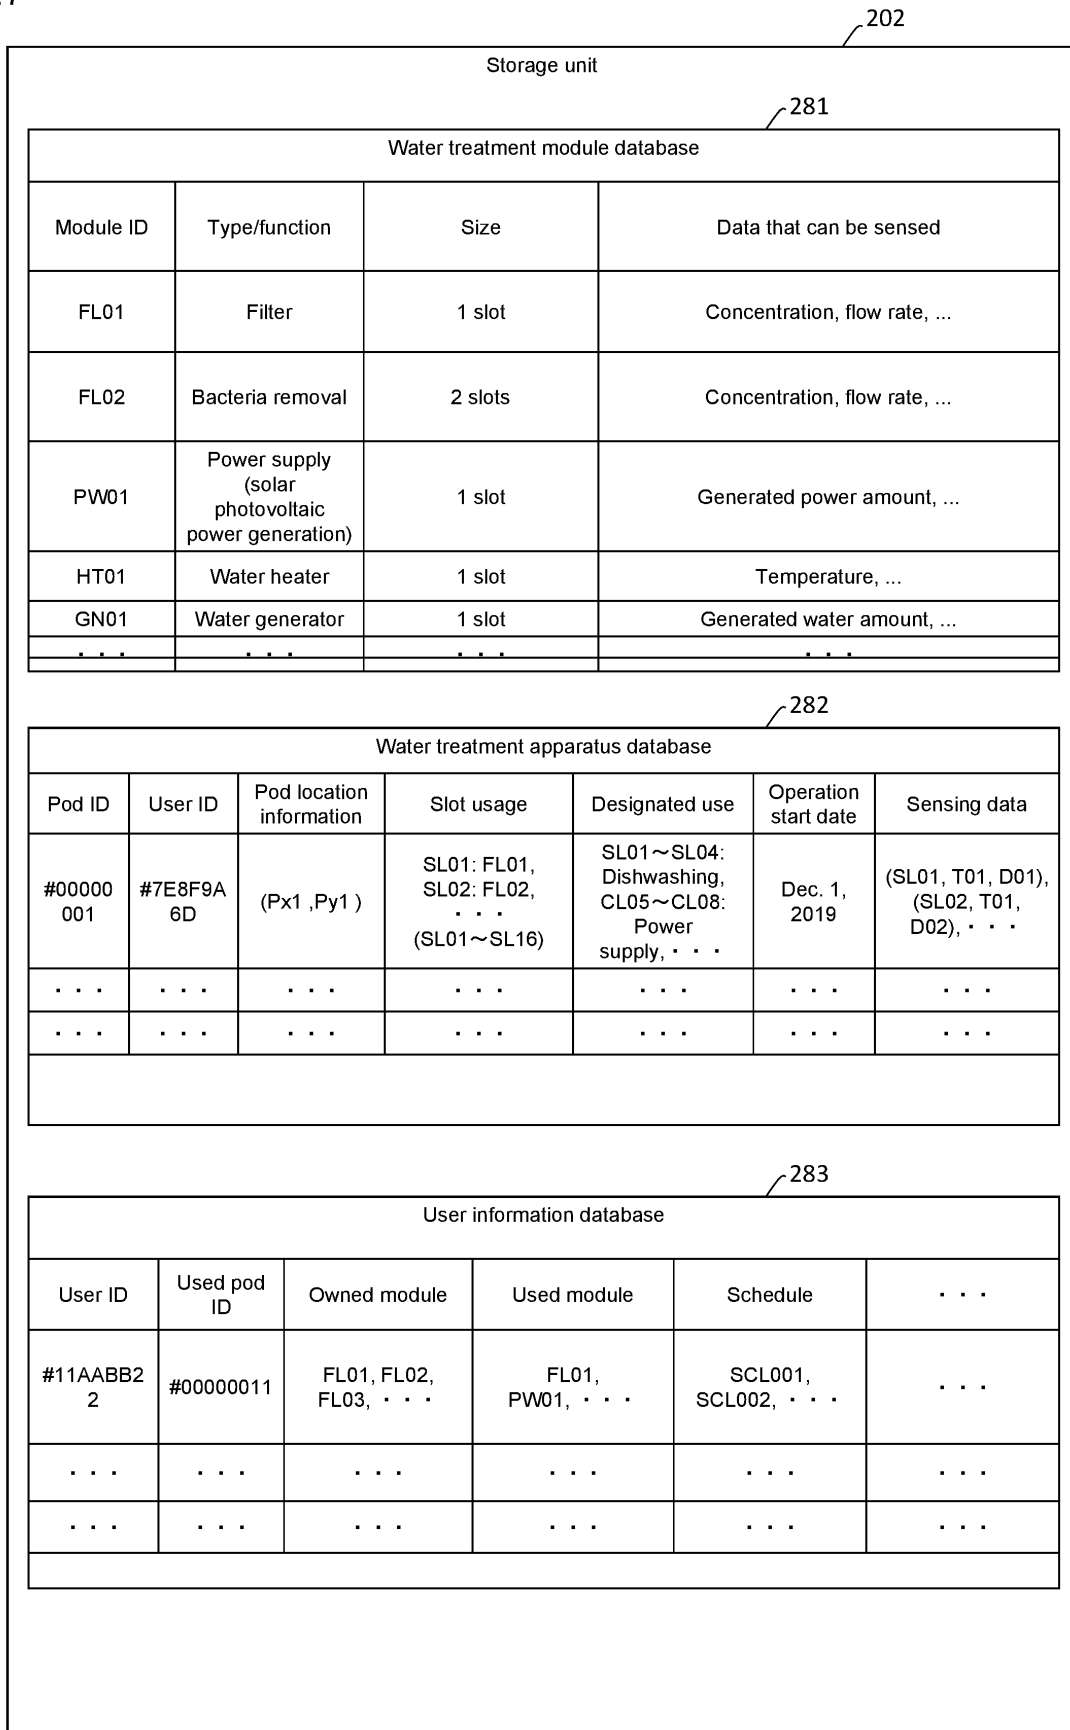 202
Storage unit
281
Water treatment module database
Module ID
Type/function
Size
Data that can be sensed
FL01
Filter
1 slot
Concentration, flow rate, ...
FL02
Bacteria removal
2 slots
Concentration, flow rate, ...
PW01
Power supply
(solar
photovoltaic
power generation)
1 slot
Generated power amount, ...
HT01
Water heater
1 slot
Temperature, ...
GN01
Water generator
1 slot
Generated water amount, ...
・・・
・・・
・・・
・・・
282
Water treatment apparatus database
Pod ID
User ID
Pod location
information
Slot usage
Designated use
Operation
start date
Sensing data
#00000
001
#7E8F9A
6D
(Px1 ,Py1 )
SL01: FL01,
SL02: FL02,
・・・
(SL01～SL16)
SL01～SL04:
Dishwashing,
CL05～CL08:
Power
supply, ・・・
Dec. 1,
2019
(SL01, T01, D01),
(SL02, T01,
D02), ・・・
・・・
・・・
・・・
・・・
・・・
・・・
・・・
・・・
・・・
・・・
・・・
・・・
・・・
・・・
283
User information database
User ID
Used pod
ID
Owned module
Used module
Schedule
・・・
#11AABB2
2
#00000011
FL01, FL02,
FL03, ・・・
FL01,
PW01, ・・・
SCL001,
SCL002, ・・・
・・・
・・・
・・・
・・・
・・・
・・・
・・・
・・・
・・・
・・・
・・・
・・・
・・・